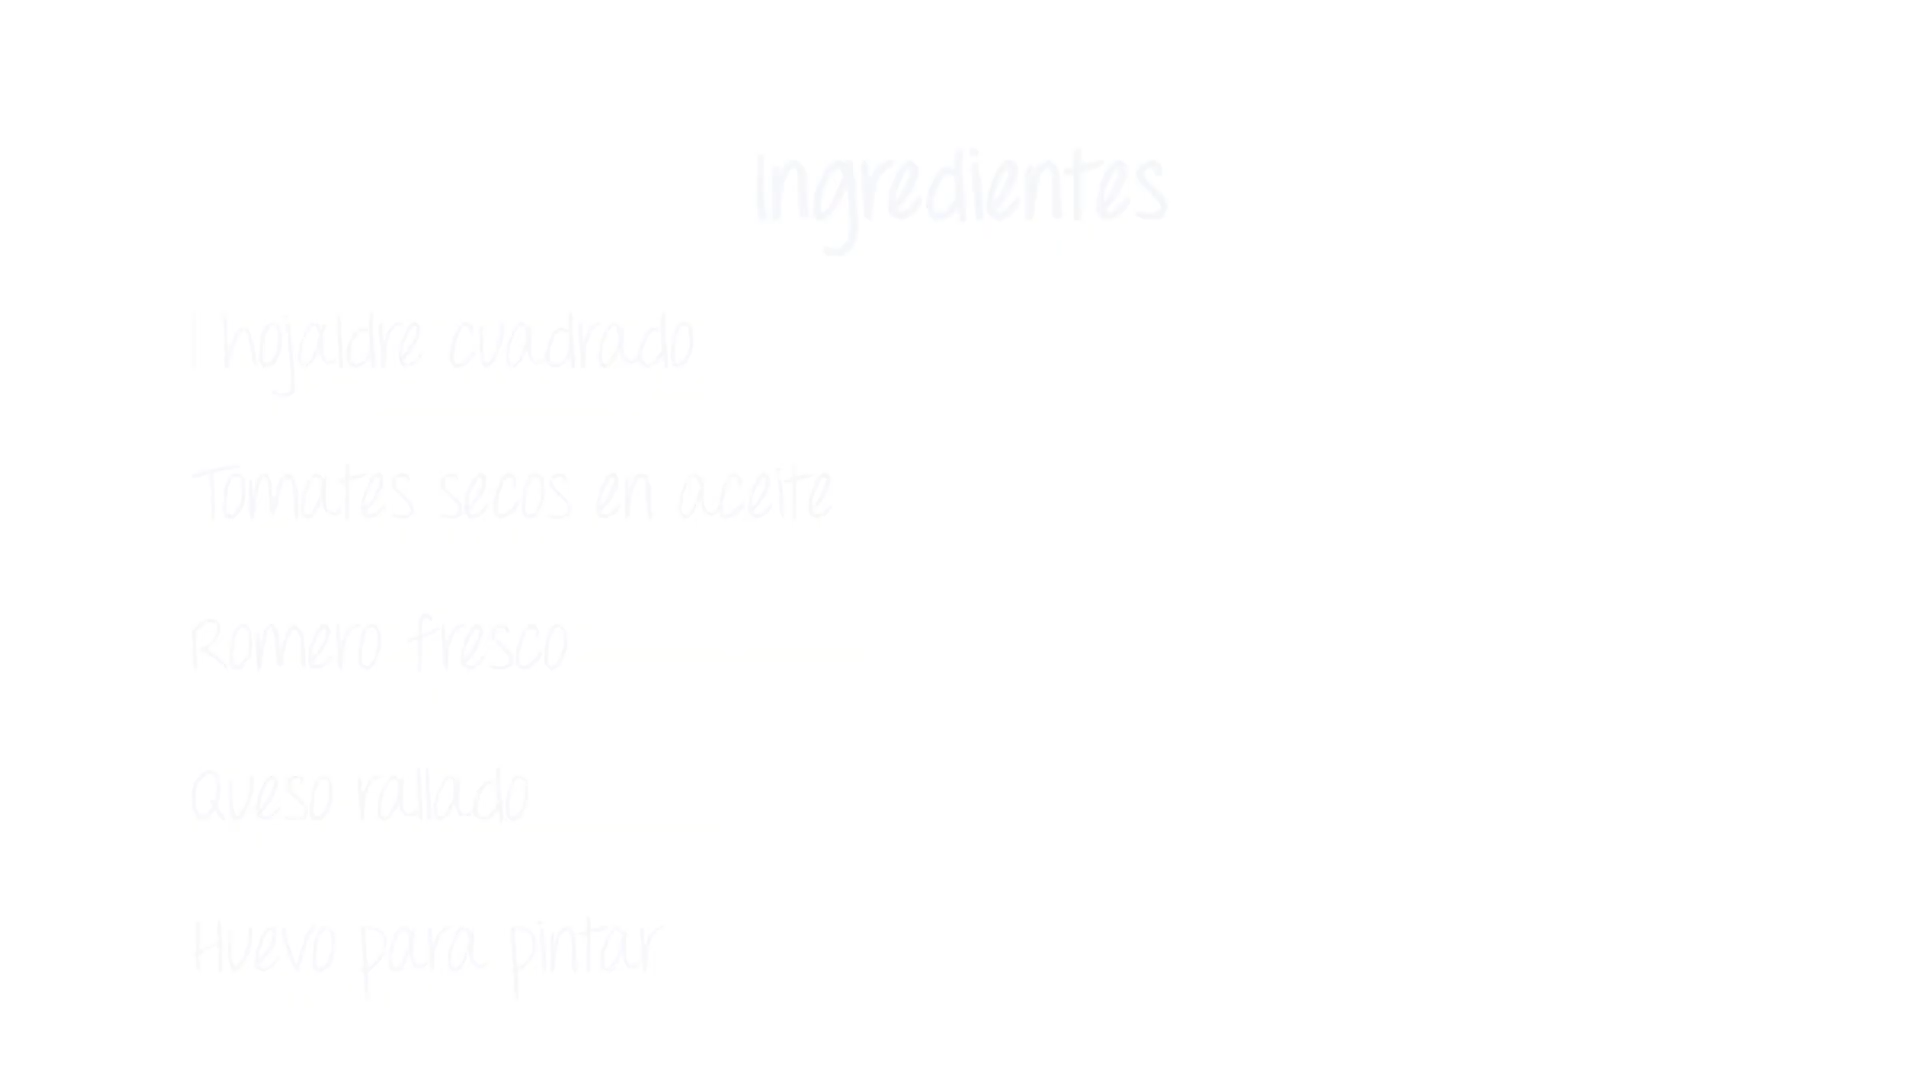 Ingredientes
1 hojaldre cuadrado
Tomates secos en aceite
Romero fresco
Queso rallado
Huevo para pintar